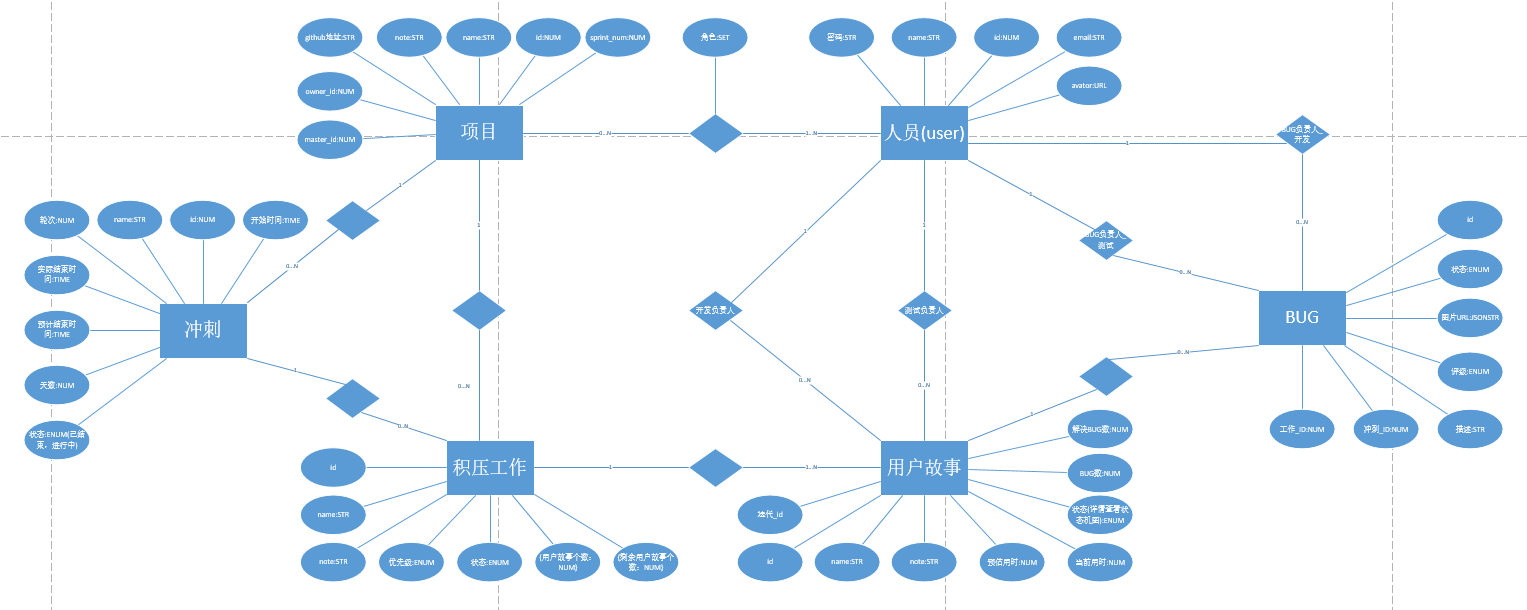 github地址:STR
note:STR
name:STR
id:NUM
sprint_num:NUM
角色:SET
密码:STR
name:STR
id:NUM
email:STR
owner_id:NUM
avator:URL
master_id:NUM
项目
0...N
1...N
人员(user)
1
BUG负责人_
开发
1
1
轮次:NUM
name:STR
id:NUM
开始时间:TIME
1
1
1
0...N
id
BUG负责人_
测试
实际结束时
间:TIME
0...N
0...N
状态:ENUM
预计结束时
间:TIME
冲刺
开发负责人
测试负责人
BUG
图片URL:JSONSTR
0...N
1
天数:NUM
0...N
0...N
0...N
评级:ENUM
1
0...N
状态:ENUM(已结
束，进行中)
解决BUG数:NUM
工作_ID:NUM
冲刺_ID:NUM
描述:STR
id
积压工作
1
1...N
用户故事
BUG数:NUM
name:STR
迭代_id
状态(详情查看状
态机图):ENUM
note:STR
优先级:ENUM
状态:ENUM
(用户故事个数:
NUM)
(剩余用户故事个
数: NUM)
id
name:STR
note:STR
预估用时:NUM
当前用时:NUM